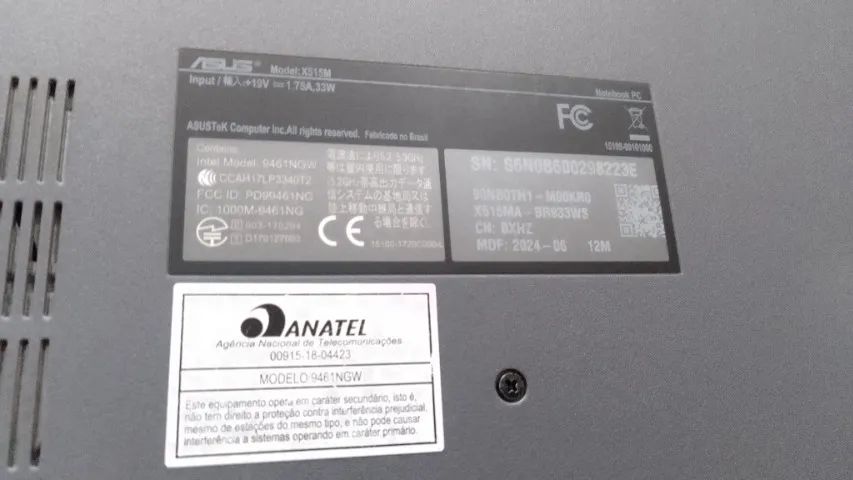 ASUS Model: X515M
Input / 輸入: 19V 1.75A, 33W
Notebook PC
FC
ASUSTeK Computer Inc. All rights reserved. Fabricado no Brasil
Contains:
Intel Model: 9461NGW
CCAH17LP3340T2
FCC ID: PD99461NG
IC: 1000M-9461NG
CE
SN: S6N0B600298223E
90NB0TH1-M00KR0
X515MA-BR933WS
CN: BXHZ
MDF: 2024-06 12M
ANATEL
Agência Nacional de Telecomunicações
00915-18-04423
MODELO:9461NGW
Este equipamento opera em caráter secundário, isto é,
não tem direito a proteção contra interferência prejudicial,
mesmo de estações do mesmo tipo, e não pode causar
interferência a sistemas operando em caráter primário.